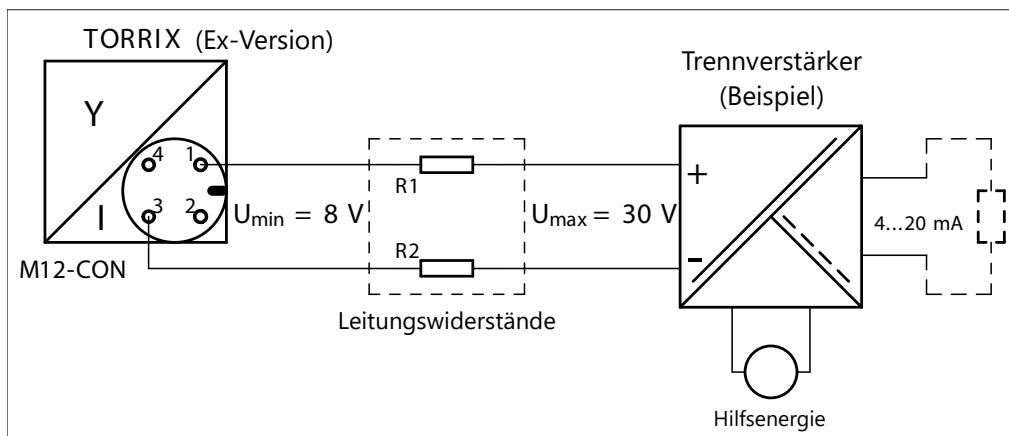 TORRIX (Ex-Version)
Trennverstärker
(Beispiel)
Y
I
4
1
3
2
R1
+
Umin = 8 V
Umax = 30 V
4...20 mA
R2
-
M12-CON
Leitungswiderstände
Hilfsenergie